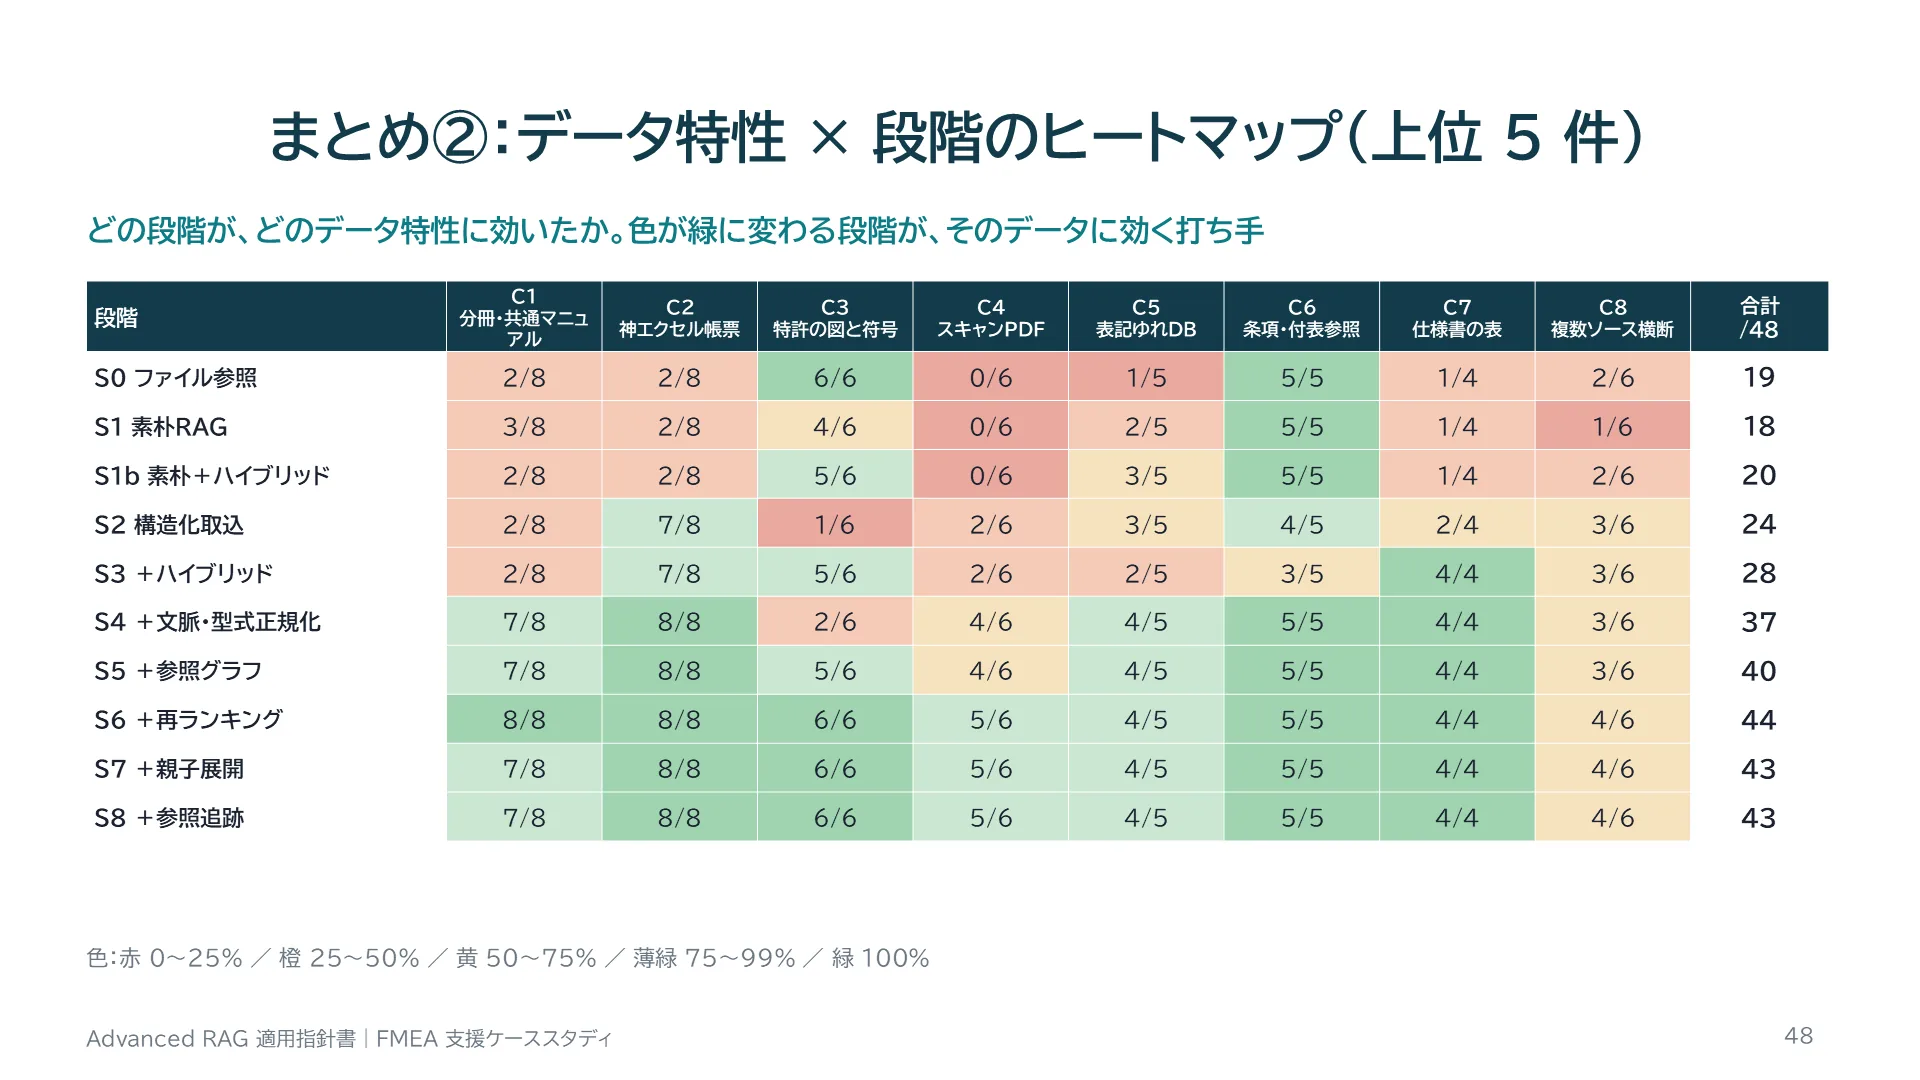 まとめ②：データ特性 × 段階のヒートマップ（上位 5 件）
どの段階が、どのデータ特性に効いたか。色が緑に変わる段階が、そのデータに効く打ち手
段階 C1 分冊・共通マニュアル C2 神エクセル帳票 C3 特許の図と符号 C4 スキャンPDF C5 表記ゆれDB C6 条項・付表参照 C7 仕様書の表 C8 複数ソース横断 合計 /48
S0 ファイル参照 2/8 2/8 6/6 0/6 1/5 5/5 1/4 2/6 19
S1 素朴RAG 3/8 2/8 4/6 0/6 2/5 5/5 1/4 1/6 18
S1b 素朴＋ハイブリッド 2/8 2/8 5/6 0/6 3/5 5/5 1/4 2/6 20
S2 構造化取込 2/8 7/8 1/6 2/6 3/5 4/5 2/4 3/6 24
S3 ＋ハイブリッド 2/8 7/8 5/6 2/6 2/5 3/5 4/4 3/6 28
S4 ＋文脈・型式正規化 7/8 8/8 2/6 4/6 4/5 5/5 4/4 3/6 37
S5 ＋参照グラフ 7/8 8/8 5/6 4/6 4/5 5/5 4/4 3/6 40
S6 ＋再ランキング 8/8 8/8 6/6 5/6 4/5 5/5 4/4 4/6 44
S7 ＋親子展開 7/8 8/8 6/6 5/6 4/5 5/5 4/4 4/6 43
S8 ＋参照追跡 7/8 8/8 6/6 5/6 4/5 5/5 4/4 4/6 43
色：赤 0〜25% ／ 橙 25〜50% ／ 黄 50〜75% ／ 薄緑 75〜99% ／ 緑 100%
Advanced RAG 適用指針書｜FMEA 支援ケーススタディ
48